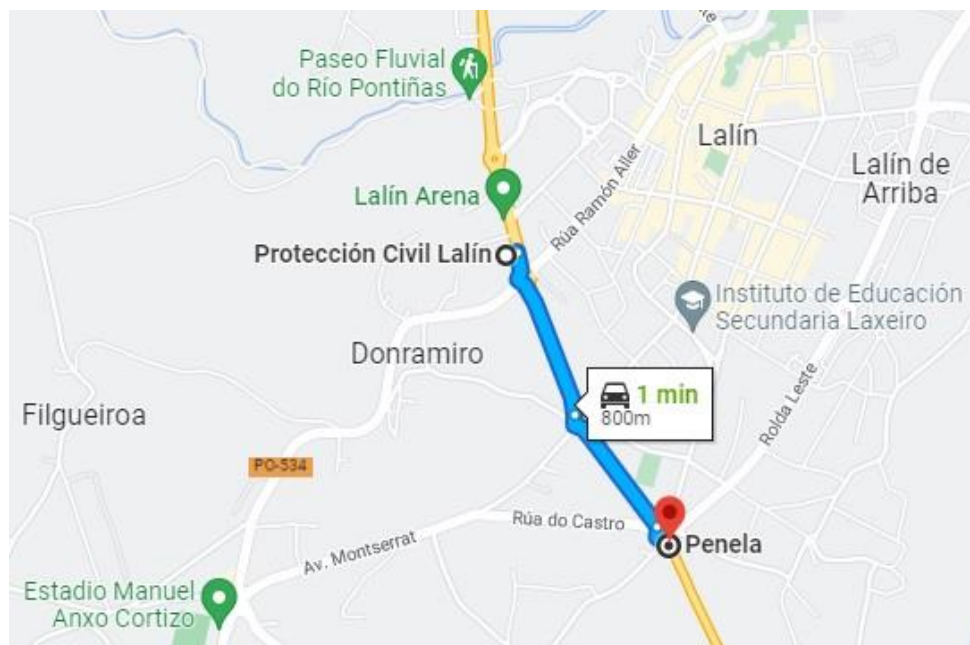 Paseo Fluvial
do Río Pontiñas
Lalín
Lalín de
Arriba
Lalín Arena
Rúa Ramón Aller
Protección Civil Lalín
Instituto de Educación
Secundaria Laxeiro
Donramiro
1 min
800m
Filgueiroa
Rolda Leste
PO-534
Rúa do Castro
Penela
Av. Montserrat
Estadio Manuel
Anxo Cortizo